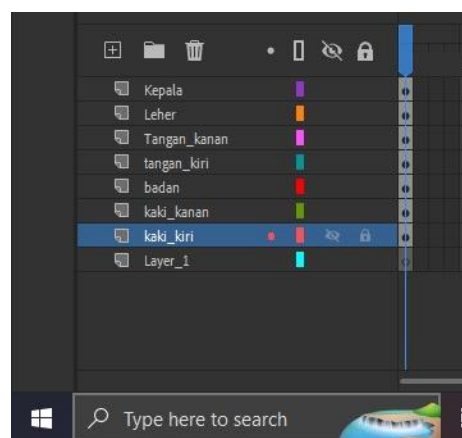 Kepala
Leher
Tangan_kanan
tangan_kiri
badan
kaki_kanan
kaki_kiri
Layer_1
Type here to search